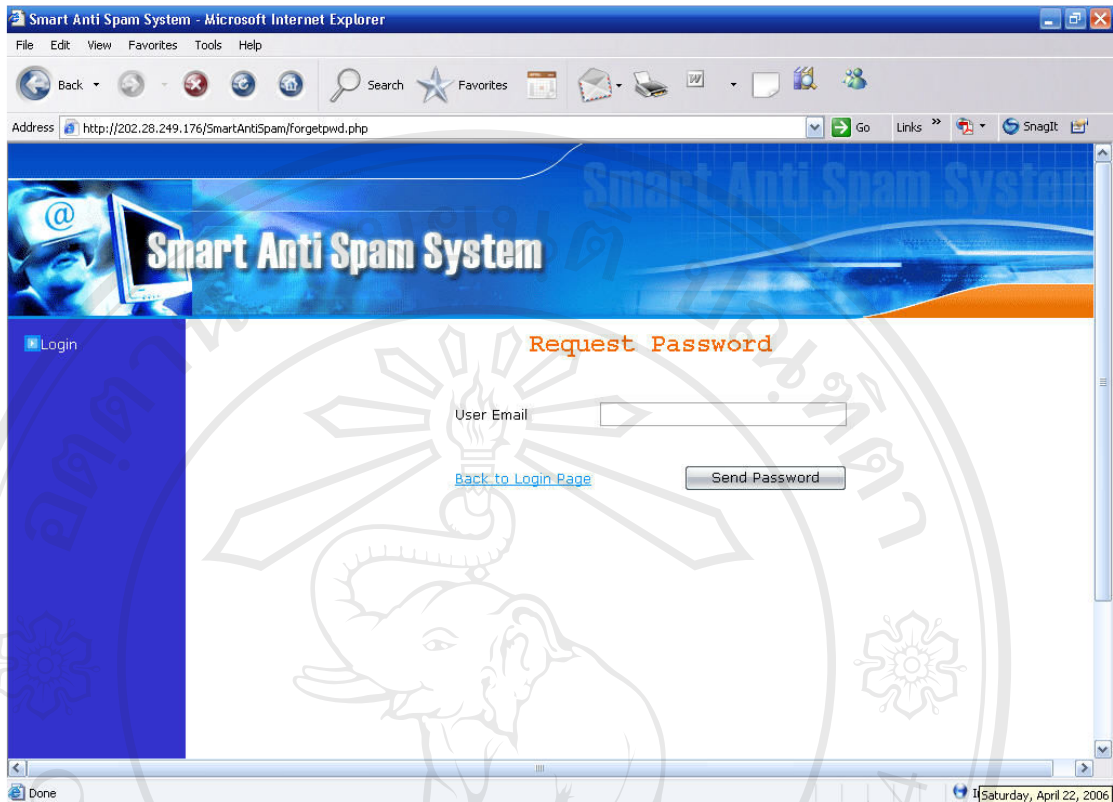 Smart Anti Spam System - Microsoft Internet Explorer
File Edit View Favorites Tools Help
Back Search Favorites
Address http://202.28.249.176/SmartAntiSpam/forgetpwd.php Go Links » SnagIt
Smart Anti Spam System
Smart Anti Spam System
Login
Request Password
User Email
Back to Login Page Send Password
Done Saturday, April 22, 2006